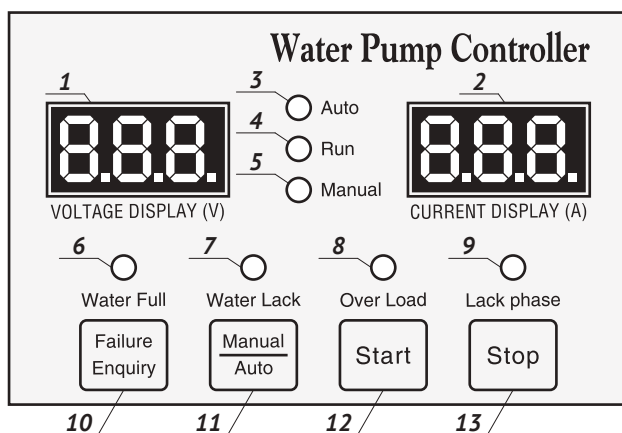 Water Pump Controller
1
3
2
Auto
4
Run
5
Manual
8.8.8.
8.8.8.
VOLTAGE DISPLAY (V)
CURRENT DISPLAY (A)
6
7
8
9
Water Full
Water Lack
Over Load
Lack phase
Failure
Enquiry
Manual
Auto
Start
Stop
10
11
12
13